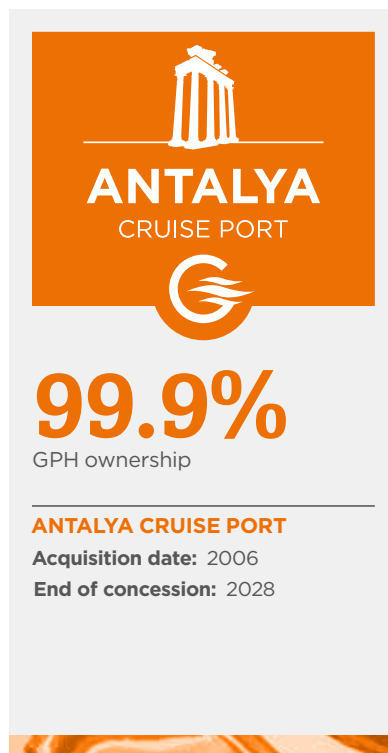 ANTALYA
CRUISE PORT
99.9%
GPH ownership
ANTALYA CRUISE PORT
Acquisition date: 2006
End of concession: 2028